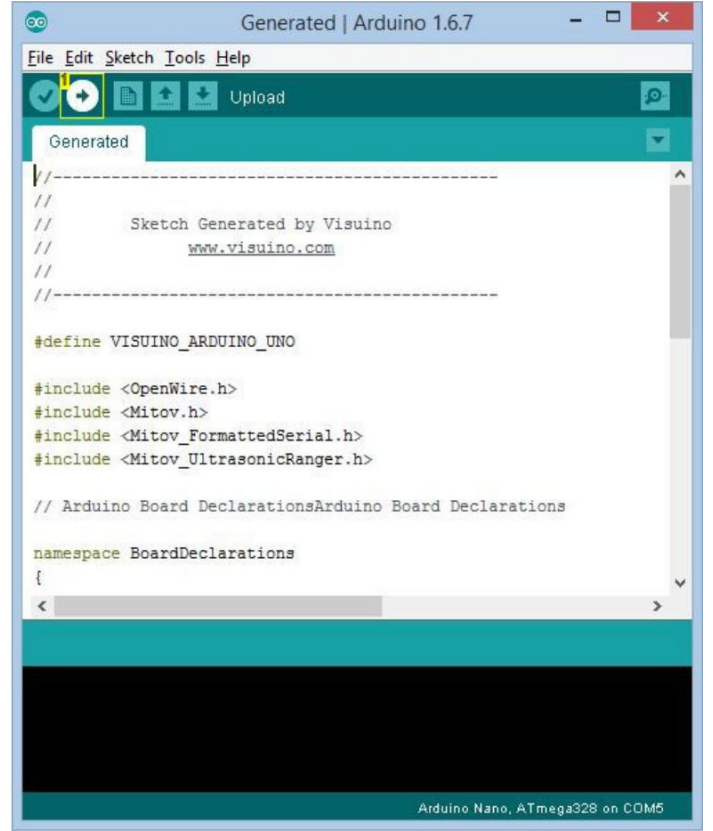 Generated | Arduino 1.6.7
File Edit Sketch Tools Help
1
Upload
Generated
//----------------------------------------------
//
// Sketch Generated by Visuino
// www.visuino.com
//
//----------------------------------------------
#define VISUINO_ARDUINO_UNO
#include <OpenWire.h>
#include <Mitov.h>
#include <Mitov_FormattedSerial.h>
#include <Mitov_UltrasonicRanger.h>
// Arduino Board DeclarationsArduino Board Declarations
namespace BoardDeclarations
{
Arduino Nano, ATmega328 on COM5